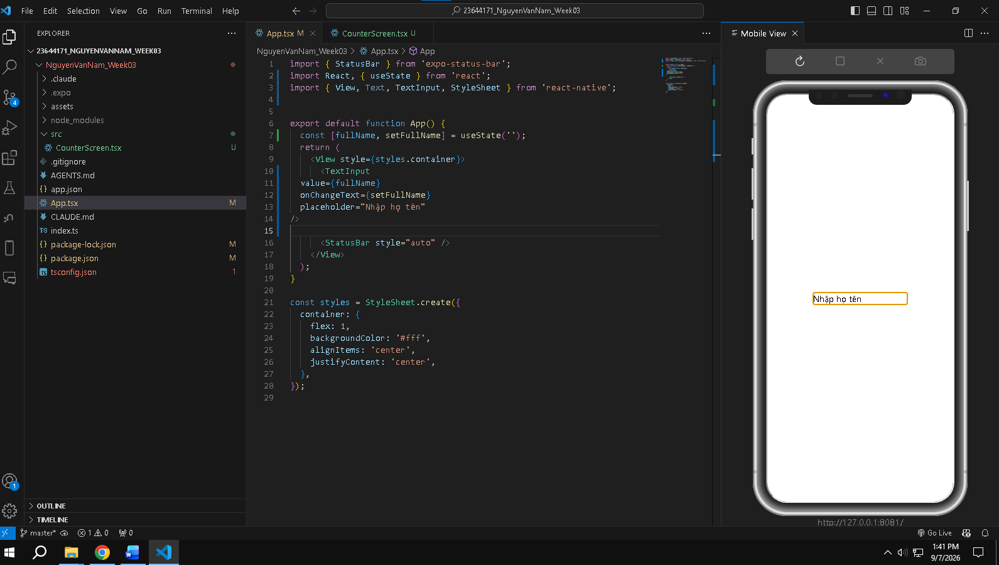 File Edit Selection View Go Run Terminal Help
23644171_NguyenVanNam_Week03
EXPLORER
23644171_NGUYENVANNAM_WEEK03
NguyenVanNam_Week03
.claude
.expo
assets
node_modules
src
CounterScreen.tsx U
.gitignore
AGENTS.md
{} app.json
App.tsx M
CLAUDE.md
TS index.ts
{} package-lock.json M
{} package.json M
TS tsconfig.json 1
OUTLINE
TIMELINE
4
1
App.tsx M
CounterScreen.tsx U
NguyenVanNam_Week03 > App.tsx > App
1 import { StatusBar } from 'expo-status-bar';
2 import React, { useState } from 'react';
3 import { View, Text, TextInput, StyleSheet } from 'react-native';
4
5
6 export default function App() {
7 const [fullName, setFullName] = useState('');
8 return (
9 <View style={styles.container}>
10 <TextInput
11 value={fullName}
12 onChangeText={setFullName}
13 placeholder="Nhập họ tên"
14 />
15
16 <StatusBar style="auto" />
17 </View>
18 );
19 }
20
21 const styles = StyleSheet.create({
22 container: {
23 flex: 1,
24 backgroundColor: '#fff',
25 alignItems: 'center',
26 justifyContent: 'center',
27 },
28 });
29
Mobile View
Nhập họ tên
http://127.0.0.1:8081/
master* 1 0 0
Go Live
1:41 PM
9/7/2026